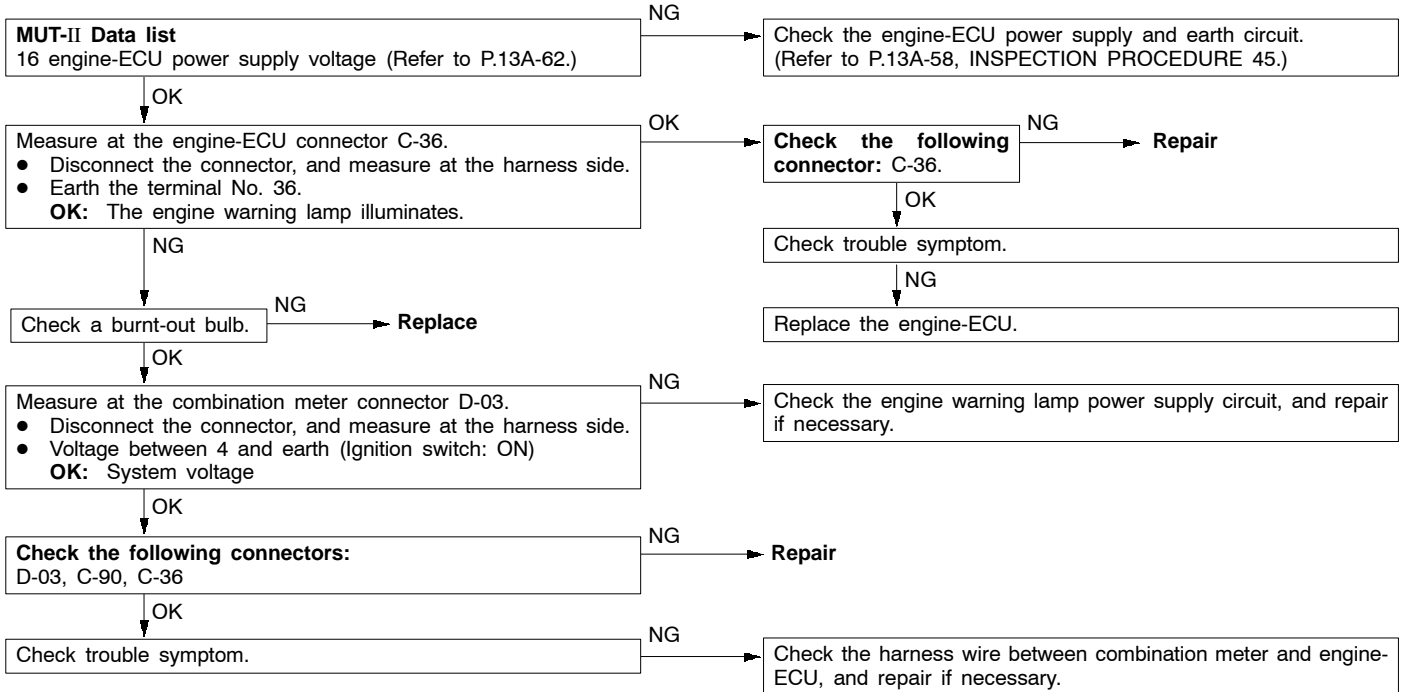 MUT-II Data list
16 engine-ECU power supply voltage (Refer to P.13A-62.)
NG
Check the engine-ECU power supply and earth circuit.
(Refer to P.13A-58, INSPECTION PROCEDURE 45.)
OK
Measure at the engine-ECU connector C-36.
● Disconnect the connector, and measure at the harness side.
● Earth the terminal No. 36.
OK: The engine warning lamp illuminates.
OK
Check the following
connector: C-36.
NG
Repair
OK
Check trouble symptom.
NG
Replace the engine-ECU.
NG
Check a burnt-out bulb.
NG
Replace
OK
Measure at the combination meter connector D-03.
● Disconnect the connector, and measure at the harness side.
● Voltage between 4 and earth (Ignition switch: ON)
OK: System voltage
NG
Check the engine warning lamp power supply circuit, and repair
if necessary.
OK
Check the following connectors:
D-03, C-90, C-36
NG
Repair
OK
Check trouble symptom.
NG
Check the harness wire between combination meter and engine-
ECU, and repair if necessary.